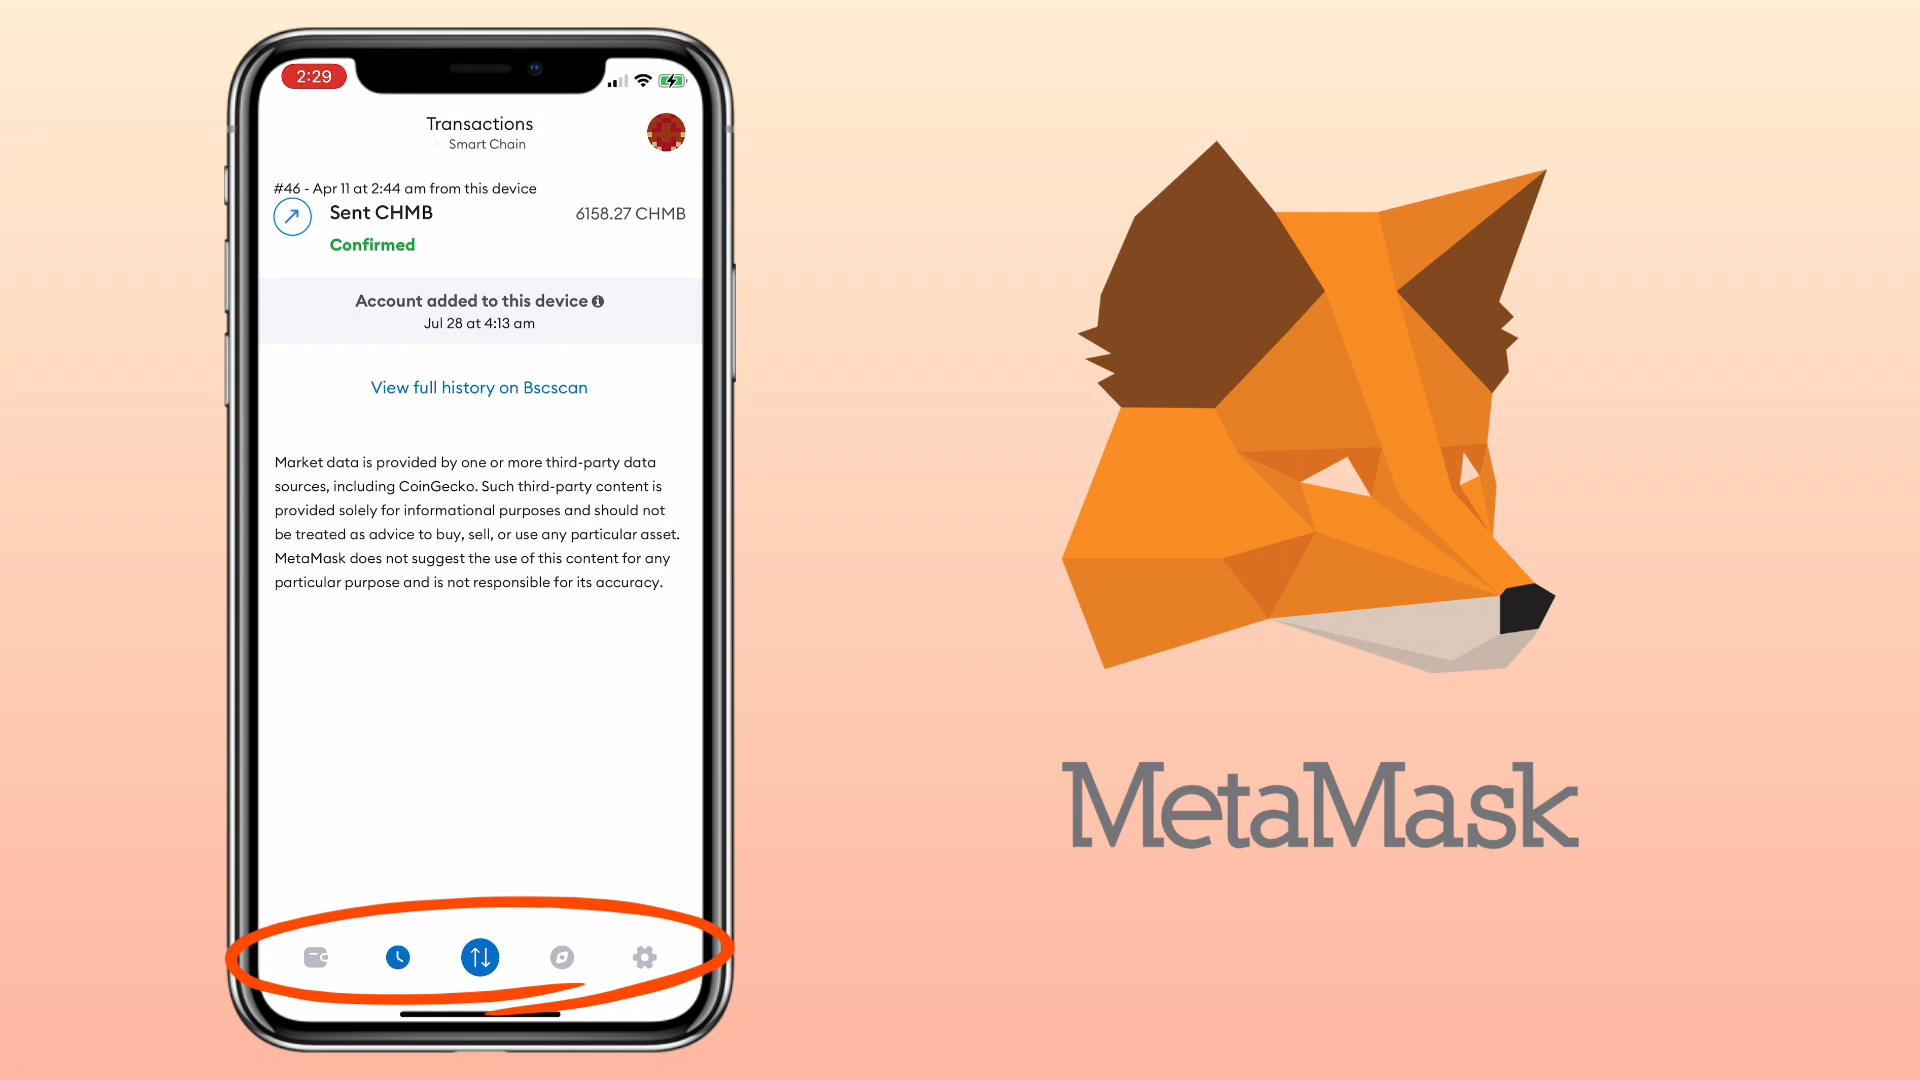 2:29
Transactions
Smart Chain
#46 - Apr 11 at 2:44 am from this device
Sent CHMB
6158.27 CHMB
Confirmed
Account added to this device
Jul 28 at 4:13 am
View full history on Bscscan
Market data is provided by one or more third-party data
sources, including CoinGecko. Such third-party content is
provided solely for informational purposes and should not
be treated as advice to buy, sell, or use any particular asset.
MetaMask does not suggest the use of this content for any
particular purpose and is not responsible for its accuracy.
MetaMask